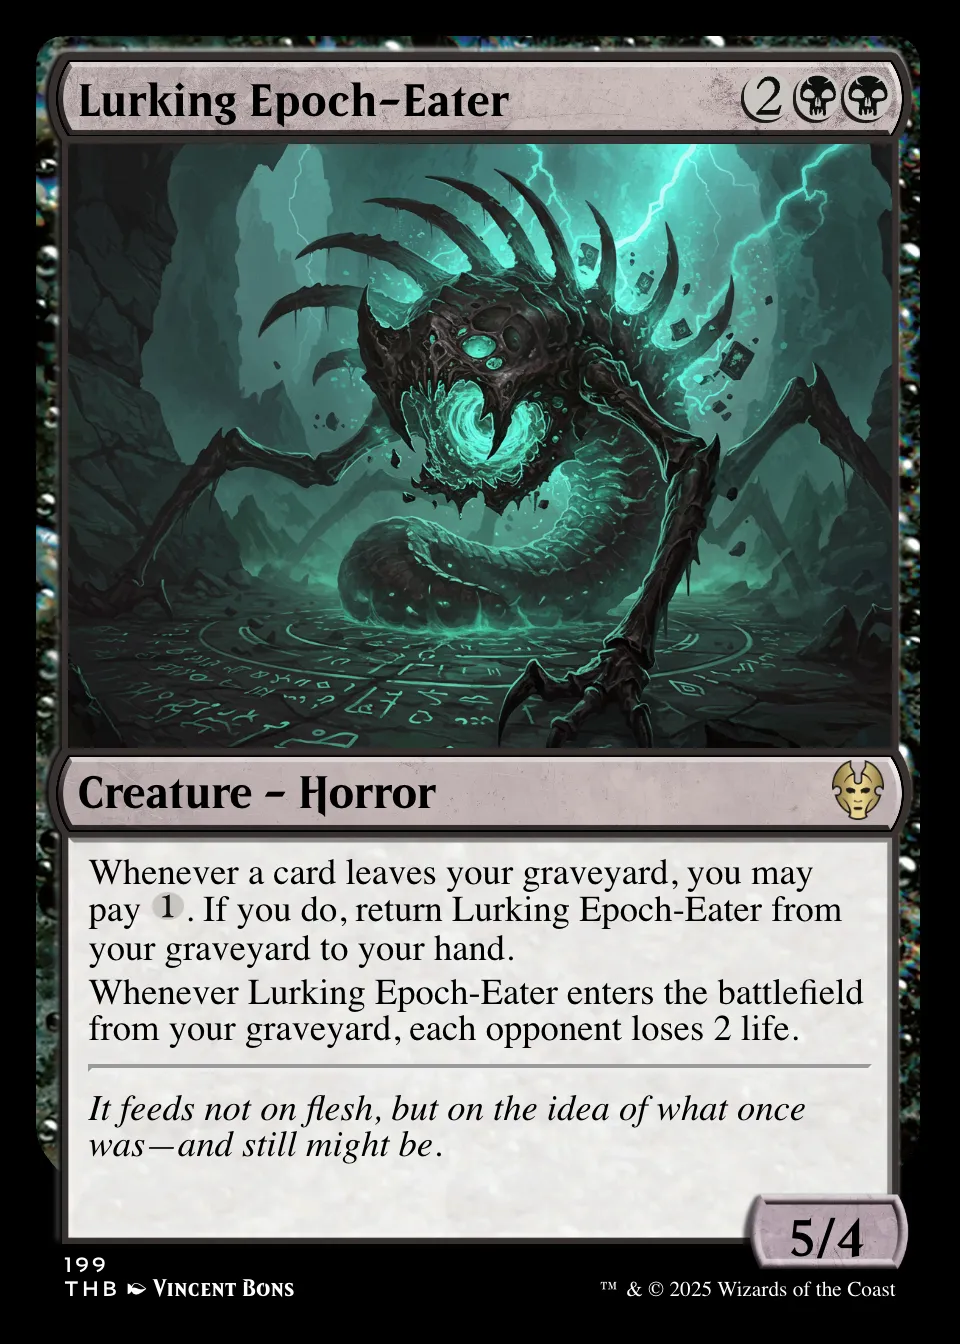 Lurking Epoch-Eater 2
Creature – Horror
Whenever a card leaves your graveyard, you may
pay 1. If you do, return Lurking Epoch-Eater from
your graveyard to your hand.
Whenever Lurking Epoch-Eater enters the battlefield
from your graveyard, each opponent loses 2 life.
It feeds not on flesh, but on the idea of what once
was—and still might be.
5/4
199
THB Vincent Bons
™ & © 2025 Wizards of the Coast